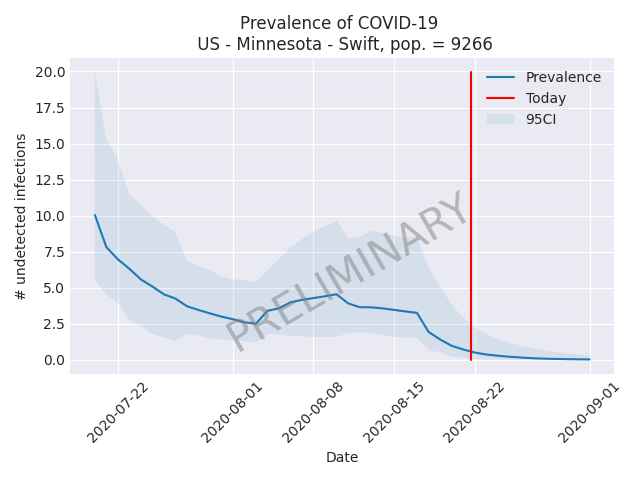 Prevalence of COVID-19
US - Minnesota - Swift, pop. = 9266
20.0
17.5
15.0
12.5
10.0
7.5
5.0
2.5
0.0
# undetected infections
Prevalence
Today
95CI
PRELIMINARY
2020-07-22
2020-08-01
2020-08-08
2020-08-15
2020-08-22
2020-09-01
Date